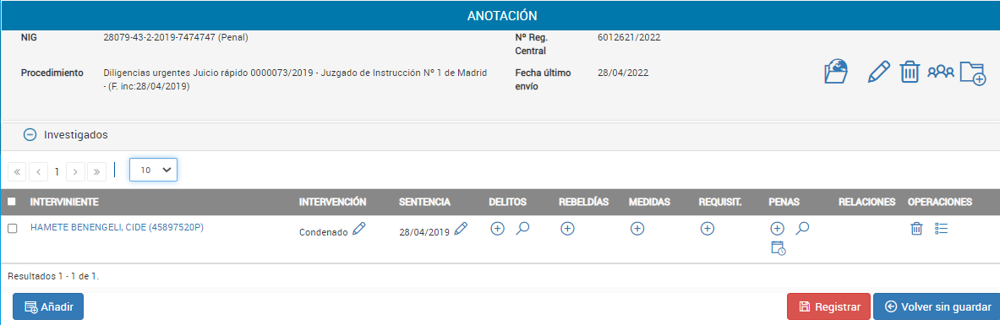 ANOTACIÓN
NIG 28079-43-2-2019-7474747 (Penal) Nº Reg. 6012621/2022
Central
Procedimiento Diligencias urgentes Juicio rápido 0000073/2019 - Juzgado de Instrucción Nº 1 de Madrid Fecha último 28/04/2022
- (F. inc:28/04/2019) envío
Investigados
« ‹ 1 › » 10
INTERVINIENTE INTERVENCIÓN SENTENCIA DELITOS REBELDÍAS MEDIDAS REQUISIT. PENAS RELACIONES OPERACIONES
HAMETE BENENGELI, CIDE (45897520P) Condenado 28/04/2019
Resultados 1 - 1 de 1.
Añadir Registrar Volver sin guardar